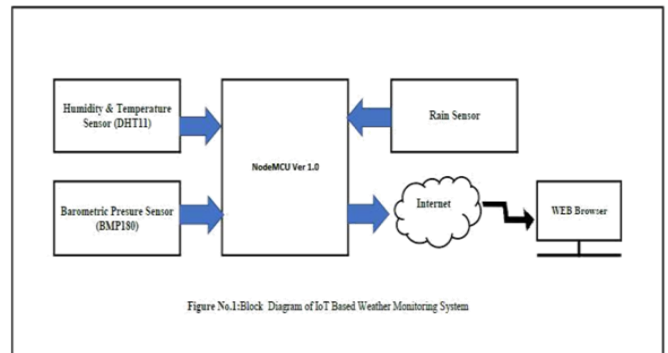 Humidity & Temperature
Sensor (DHT11)
Barometric Presure Sensor
(BMP180)
NodeMCU Ver 1.0
Rain Sensor
Internet
WEB Browser
Figure No.1:Block Diagram of IoT Based Weather Monitoring System